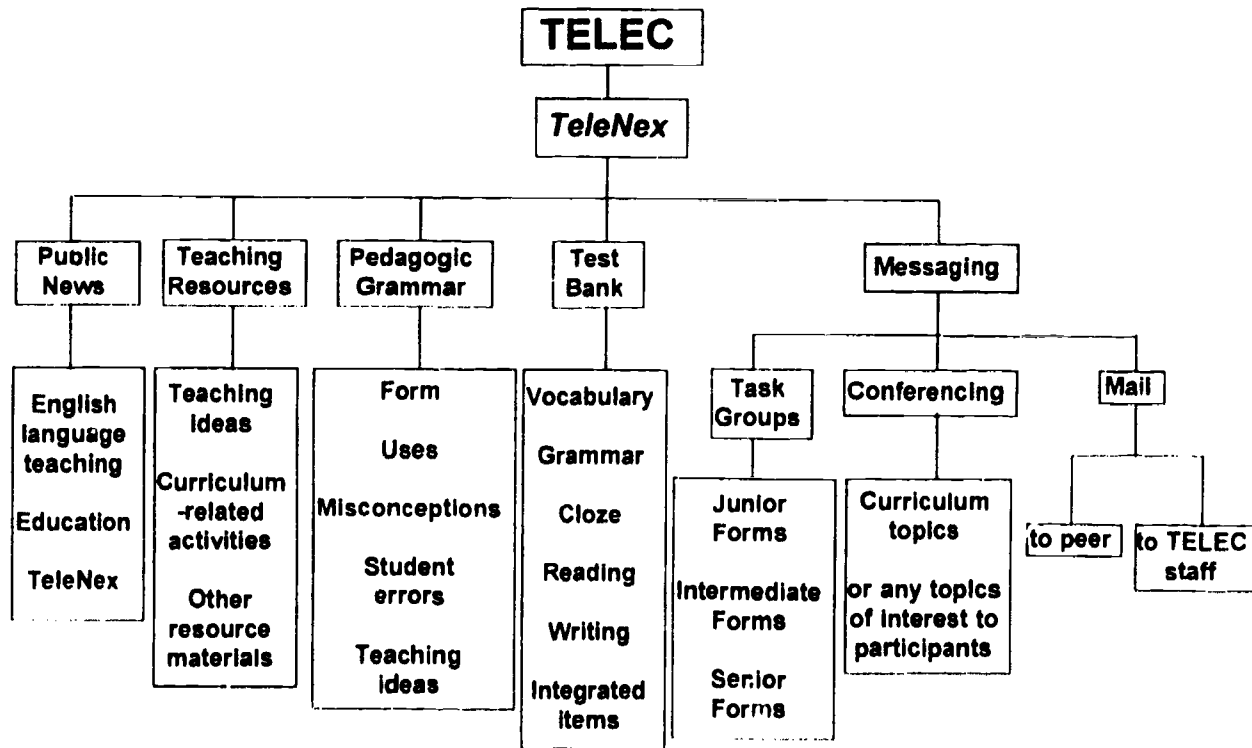 TELEC
TeleNex
Public
News
Teaching
Resources
Pedagogic
Grammar
Test
Bank
Messaging
English
language
teaching
Education
TeleNex
Teaching
ideas
Curriculum
-related
activities
Other
resource
materials
Form
Uses
Misconceptions
Student
errors
Teaching
ideas
Vocabulary
Grammar
Cloze
Reading
Writing
Integrated
items
Task
Groups
Junior
Forms
Intermediate
Forms
Senior
Forms
Conferencing
Curriculum
topics
or any topics
of interest to
participants
Mail
to peer
to TELEC
staff